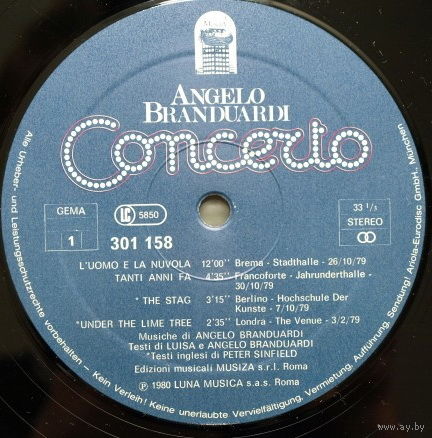 ANGELO
BRANDUARDI
Concerto
GEMA
LC 5850
33 1/3
STEREO
1
301 158
L'UOMO E LA NUVOLA 12'00'' Brema - Stadthalle - 26/10/79
TANTI ANNI FA 4'35'' Francoforte - Jahrunderthalle -
30/10/79
* THE STAG 3'15'' Berlino - Hochschule Der
Kunste - 7/10/79
*UNDER THE LIME TREE 2'35'' Londra - The Venue - 3/2/79
Musiche di ANGELO BRANDUARDI
Testi di LUISA e ANGELO BRANDUARDI
*Testi inglesi di PETER SINFIELD
Edizioni musicali MUSIZA s.r.l. Roma
℗ 1980 LUNA MUSICA s.a.s. Roma
Alle Urheber- und Leistungsschutzrechte vorbehalten – Kein Verleih! Keine unerlaubte Vervielfältigung, Vermietung, Aufführung, Sendung! Ariola-Eurodisc GmbH, München
www.ay.by